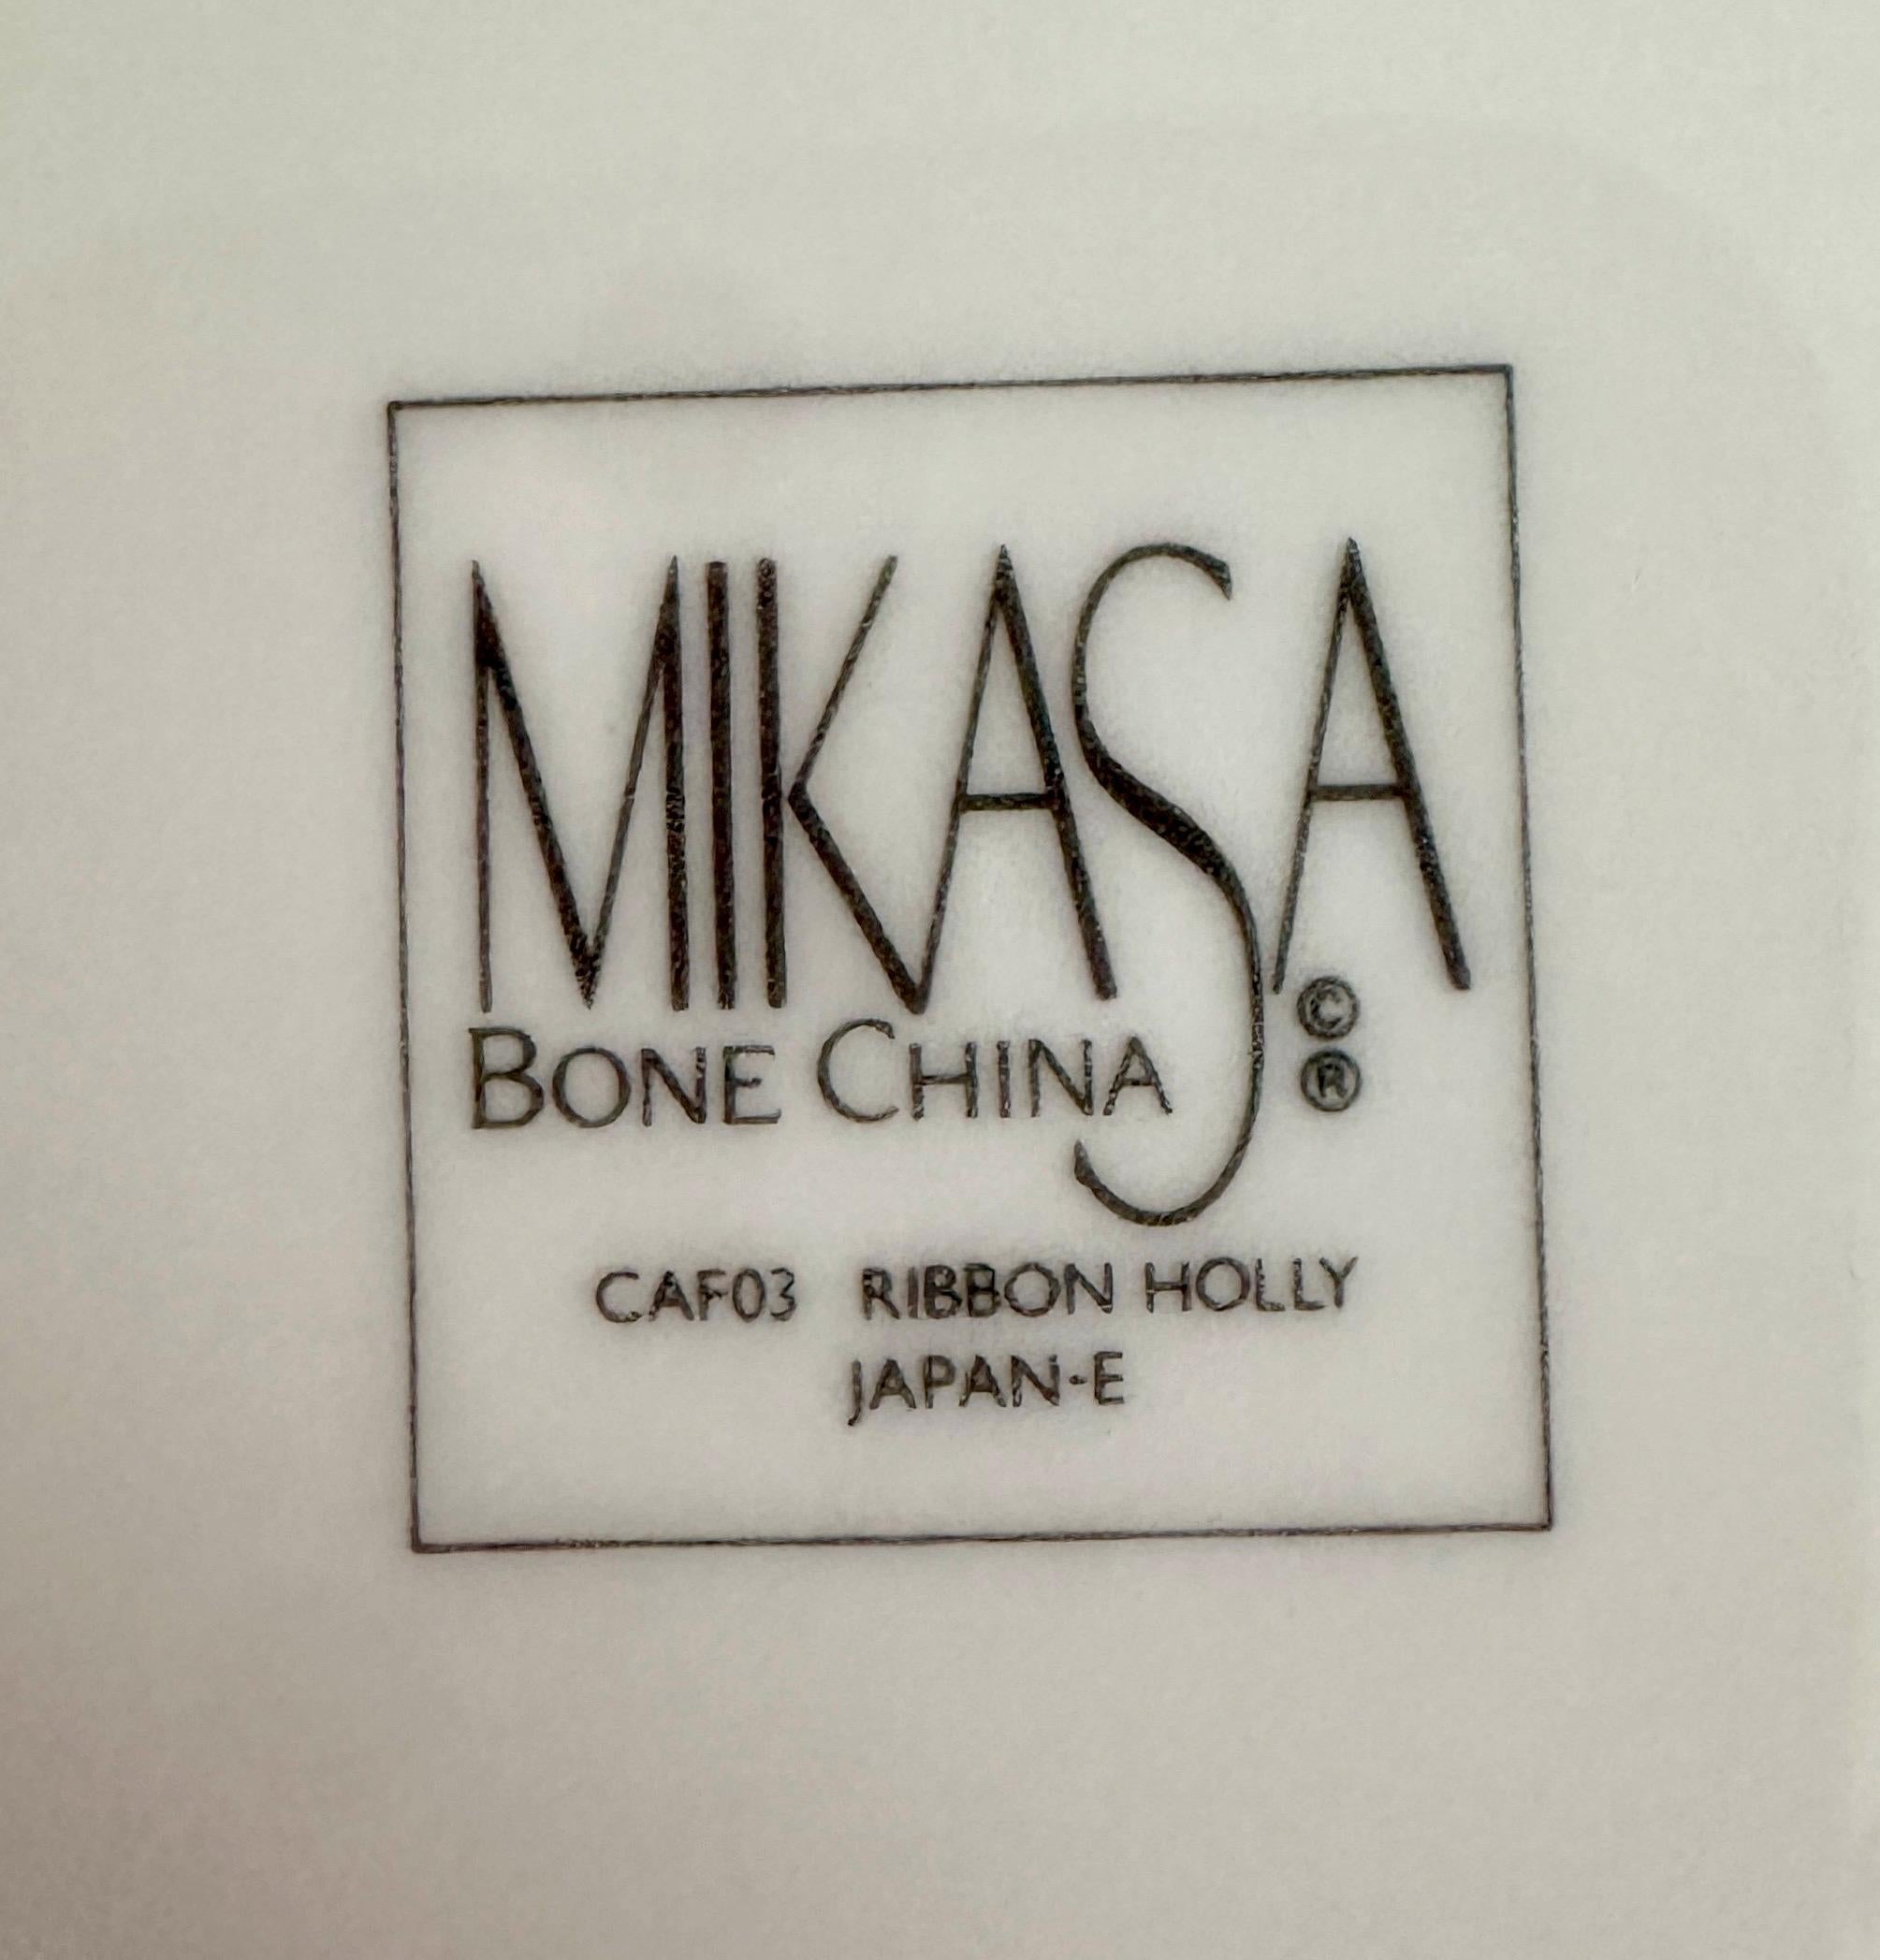 MIKASA
BONE CHINA © ®
CAF03 RIBBON HOLLY
JAPAN-E